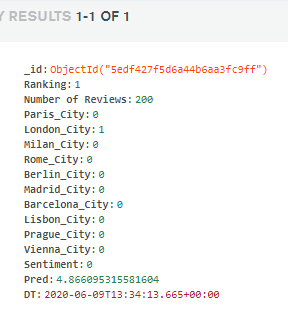 Y RESULTS 1-1 OF 1
_id: ObjectId("5edf427f5d6a44b6aa3fc9ff")
Ranking: 1
Number of Reviews: 200
Paris_City: 0
London_City: 1
Milan_City: 0
Rome_City: 0
Berlin_City: 0
Madrid_City: 0
Barcelona_City: 0
Lisbon_City: 0
Prague_City: 0
Vienna_City: 0
Sentiment: 0
Pred: 4.866095315581604
DT: 2020-06-09T13:34:13.665+00:00